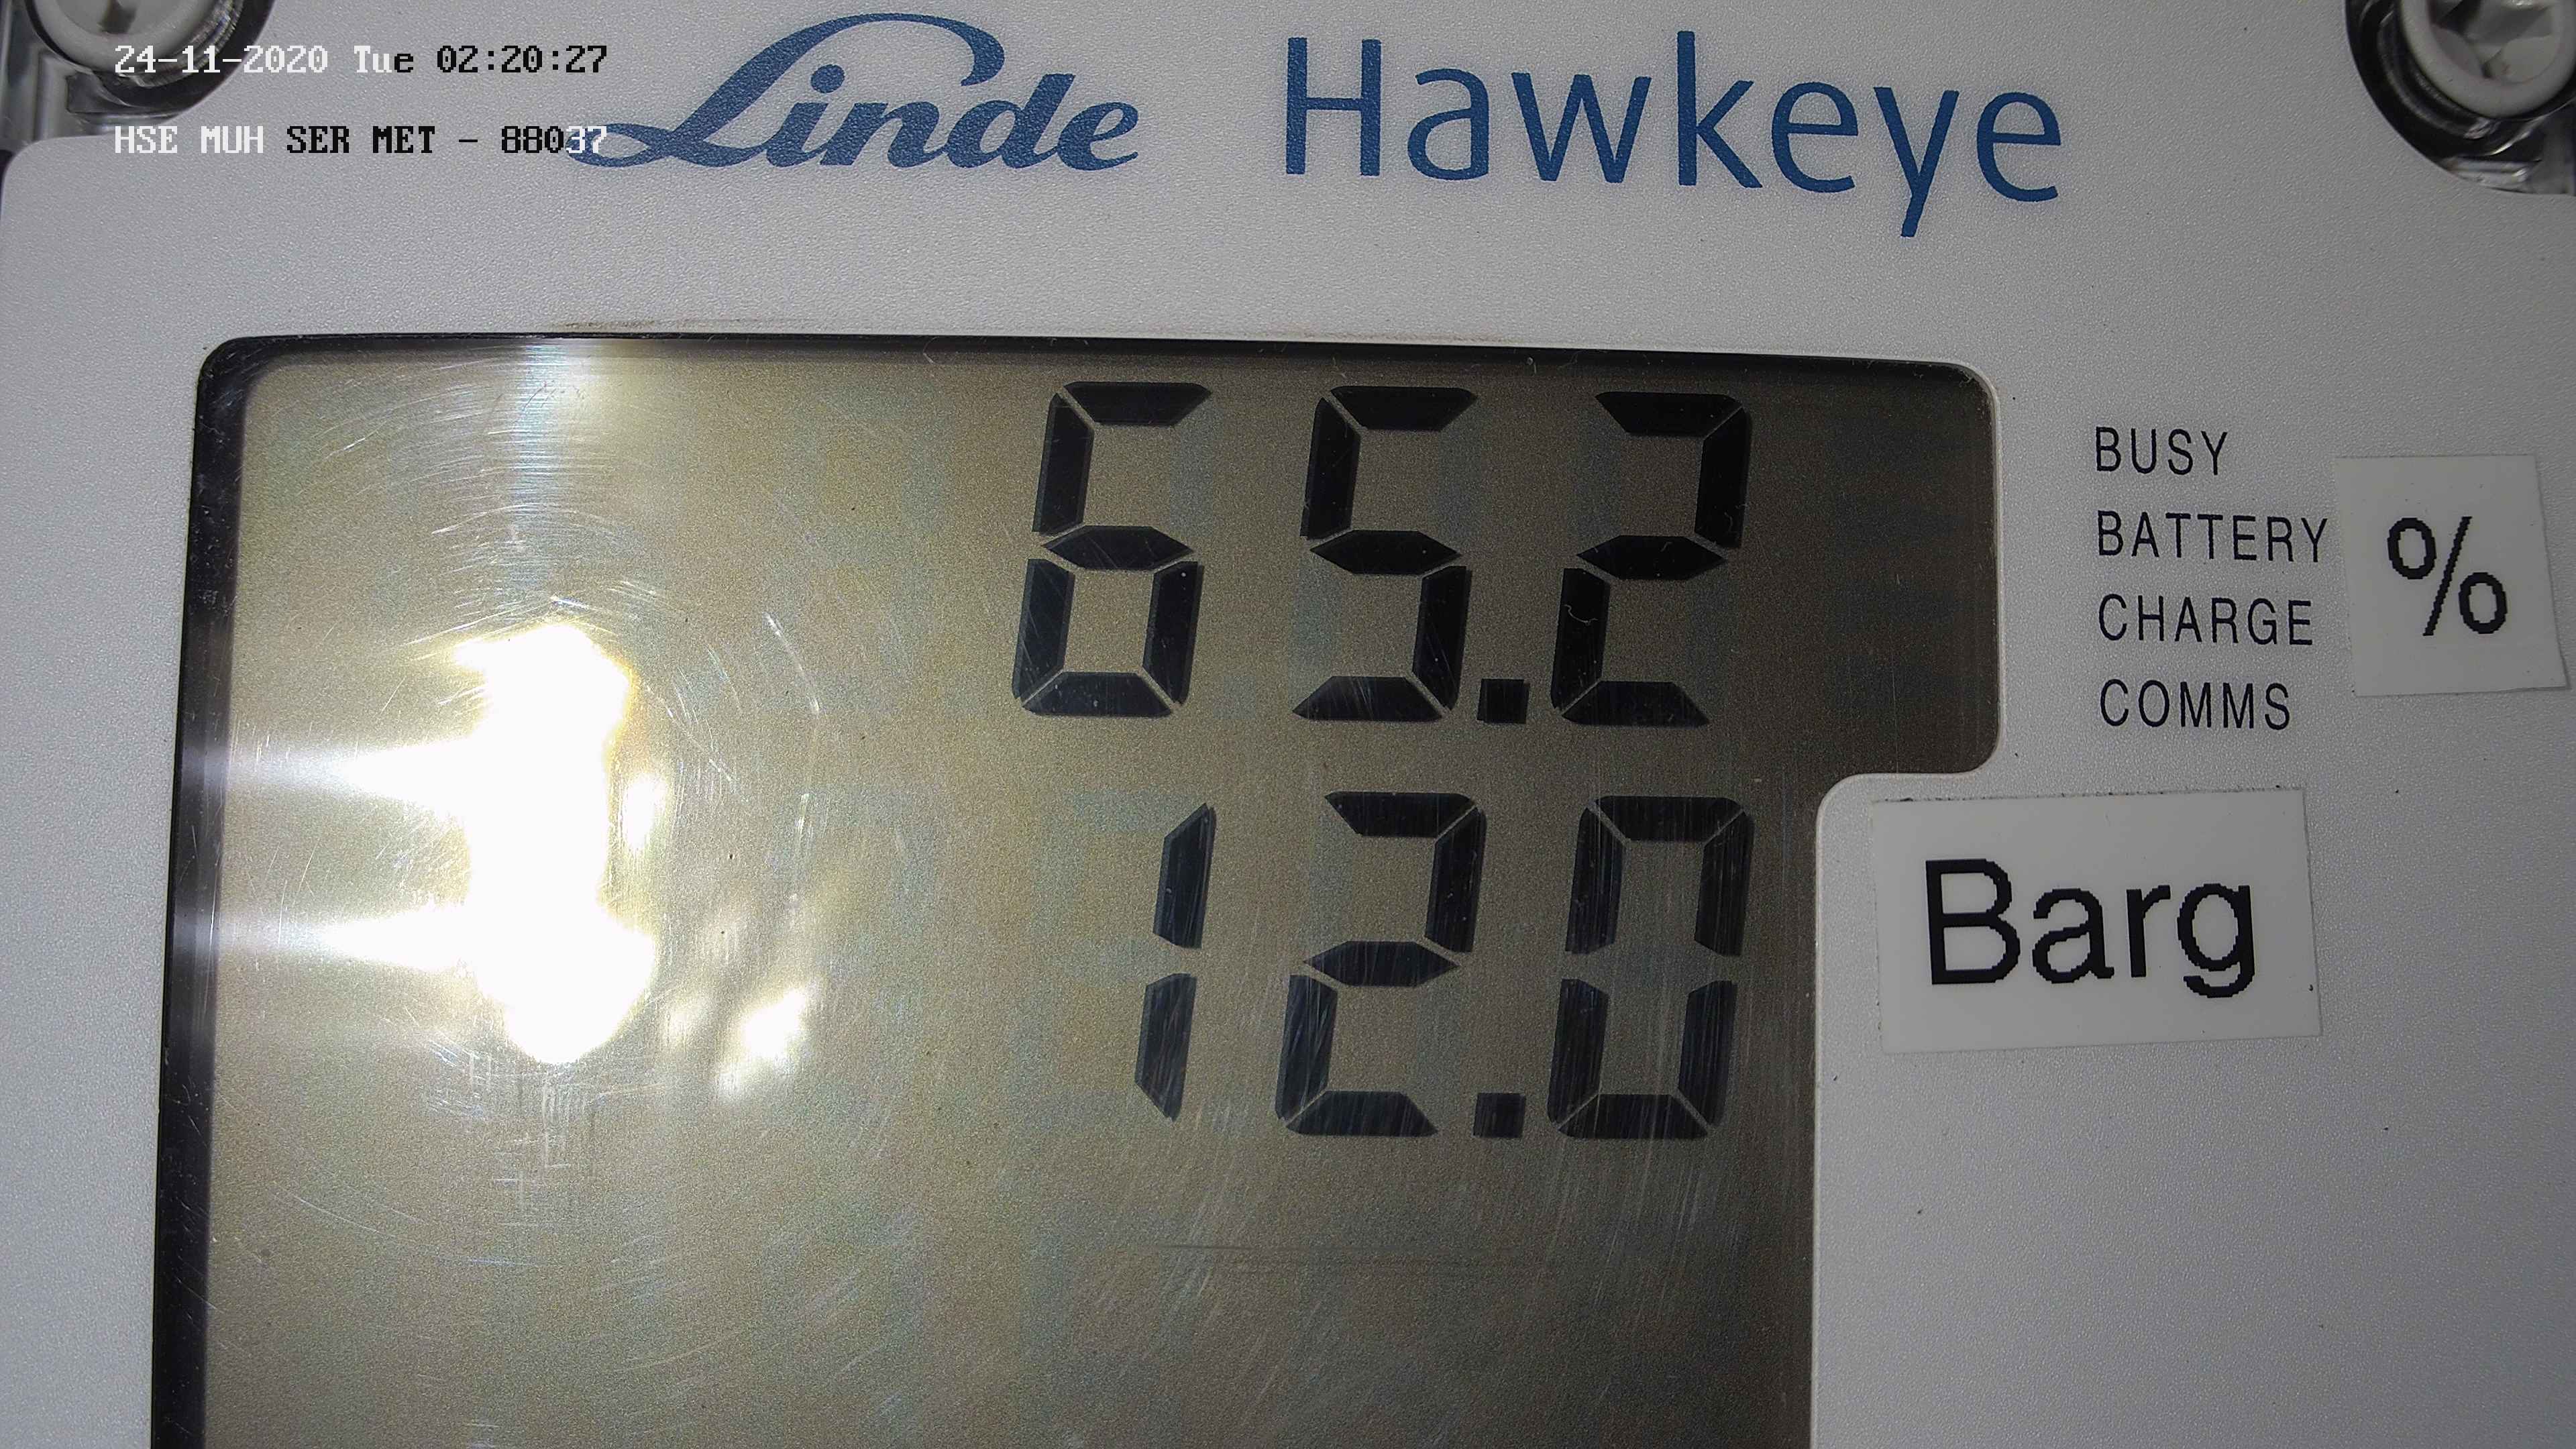 24-11-2020 Tue 02:20:27
HSE MUH SER MET - 88037
Linde Hawkeye
65.2
BUSY
BATTERY
CHARGE
COMMS
%
12.0
Barg